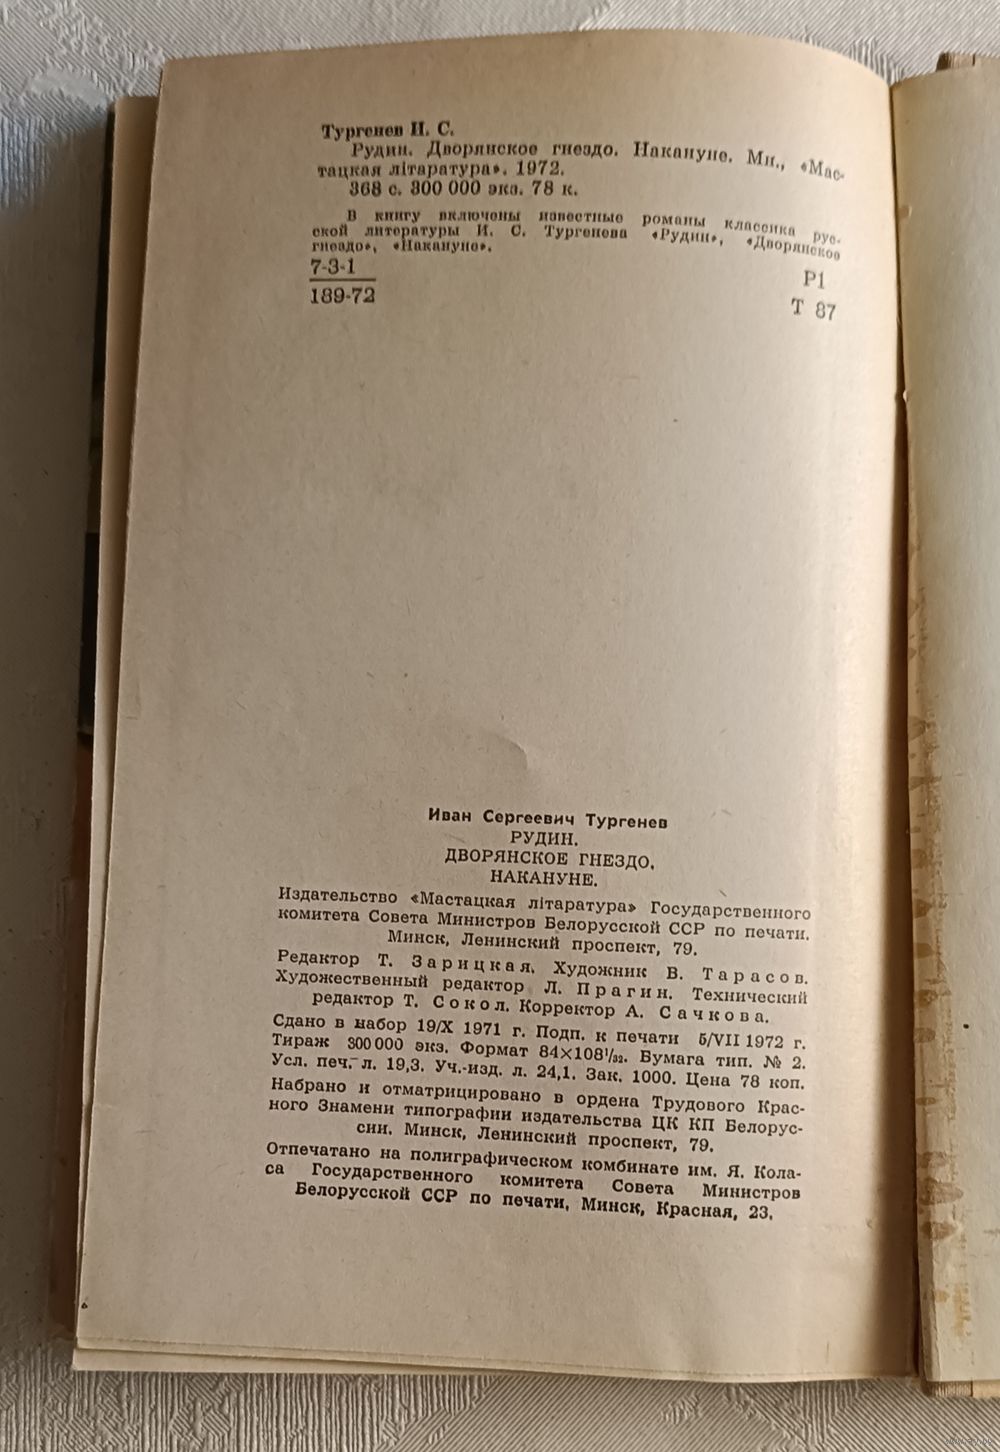 Тургенев И. С.
Рудин. Дворянское гнездо. Накануне. Мн., «Мас-
тацкая літаратура». 1972.
368 с. 300 000 экз. 78 к.
В книгу включены известные романы классика рус-
ской литературы И. С. Тургенева «Рудин», «Дворянское
гнездо», «Накануне».
7-3-1
189-72
Р1
Т 87
Иван Сергеевич Тургенев
РУДИН.
ДВОРЯНСКОЕ ГНЕЗДО.
НАКАНУНЕ.
Издательство «Мастацкая літаратура» Государственного
комитета Совета Министров Белорусской ССР по печати.
Минск, Ленинский проспект, 79.
Редактор Т. Зарицкая. Художник В. Тарасов.
Художественный редактор Л. Прагин. Технический
редактор Т. Сокол. Корректор А. Сачкова.
Сдано в набор 19/X 1971 г. Подп. к печати 5/VII 1972 г.
Тираж 300 000 экз. Формат 84×108¹/₃₂. Бумага тип. № 2.
Усл. печ. л. 19,3. Уч.-изд. л. 24,1. Зак. 1000. Цена 78 коп.
Набрано и отматрицировано в ордена Трудового Крас-
ного Знамени типографии издательства ЦК КП Белорус-
сии. Минск, Ленинский проспект, 79.
Отпечатано на полиграфическом комбинате им. Я. Кола-
са Государственного комитета Совета Министров
Белорусской ССР по печати, Минск, Красная, 23.